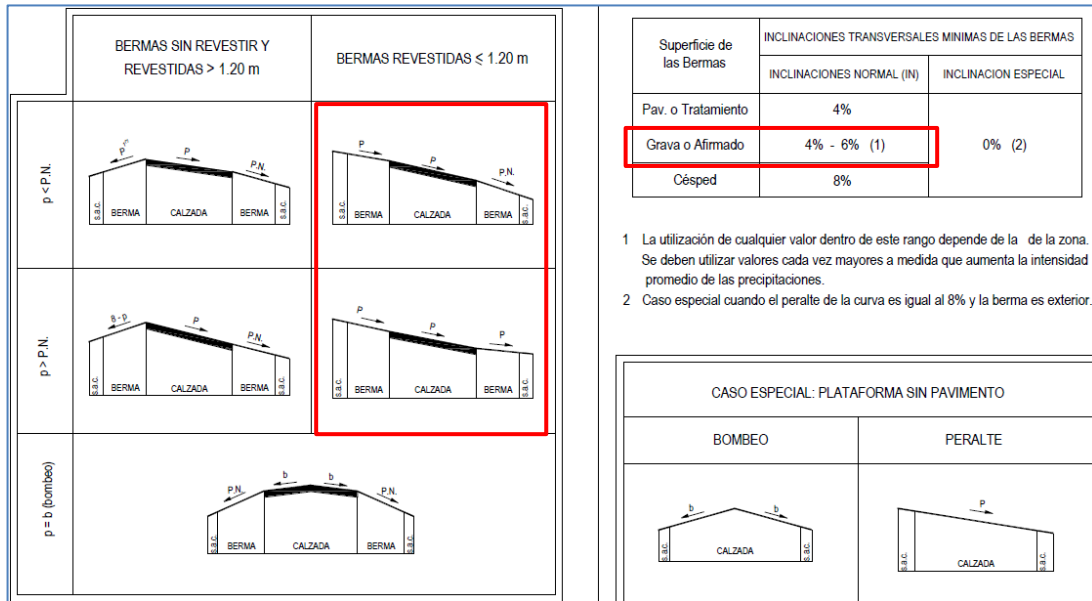 BERMAS SIN REVESTIR Y
REVESTIDAS > 1.20 m
BERMAS REVESTIDAS ≤ 1.20 m
p < P.N.
P
P.N.
s.a.c.
BERMA
CALZADA
BERMA
s.a.c.
P
P
P.N.
s.a.c.
BERMA
CALZADA
BERMA
s.a.c.
p > P.N.
8-p
P
P.N.
s.a.c.
BERMA
CALZADA
BERMA
s.a.c.
P
P
P
s.a.c.
BERMA
CALZADA
BERMA
s.a.c.
p = b (bombeo)
P.N.
b
b
P.N.
s.a.c.
BERMA
CALZADA
BERMA
s.a.c.
Superficie de
las Bermas
INCLINACIONES TRANSVERSALES MINIMAS DE LAS BERMAS
INCLINACIONES NORMAL (IN)
INCLINACION ESPECIAL
Pav. o Tratamiento
4%
Grava o Afirmado
4% - 6% (1)
0% (2)
Césped
8%
1 La utilización de cualquier valor dentro de este rango depende de la de la zona.
Se deben utilizar valores cada vez mayores a medida que aumenta la intensidad
promedio de las precipitaciones.
2 Caso especial cuando el peralte de la curva es igual al 8% y la berma es exterior.
CASO ESPECIAL: PLATAFORMA SIN PAVIMENTO
BOMBEO
PERALTE
b
b
s.a.c.
CALZADA
s.a.c.
P
s.a.c.
CALZADA
s.a.c.